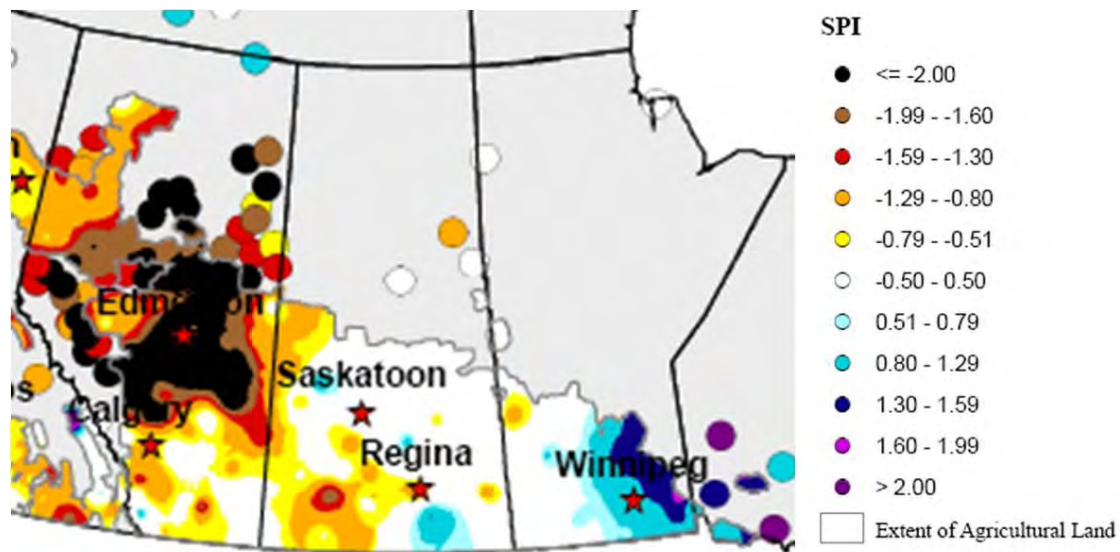 SPI
<= -2.00
-1.99 - -1.60
-1.59 - -1.30
-1.29 - -0.80
-0.79 - -0.51
-0.50 - 0.50
0.51 - 0.79
0.80 - 1.29
1.30 - 1.59
1.60 - 1.99
> 2.00
Extent of Agricultural Land
Edmonton
Saskatoon
Calgary
Regina
Winnipeg